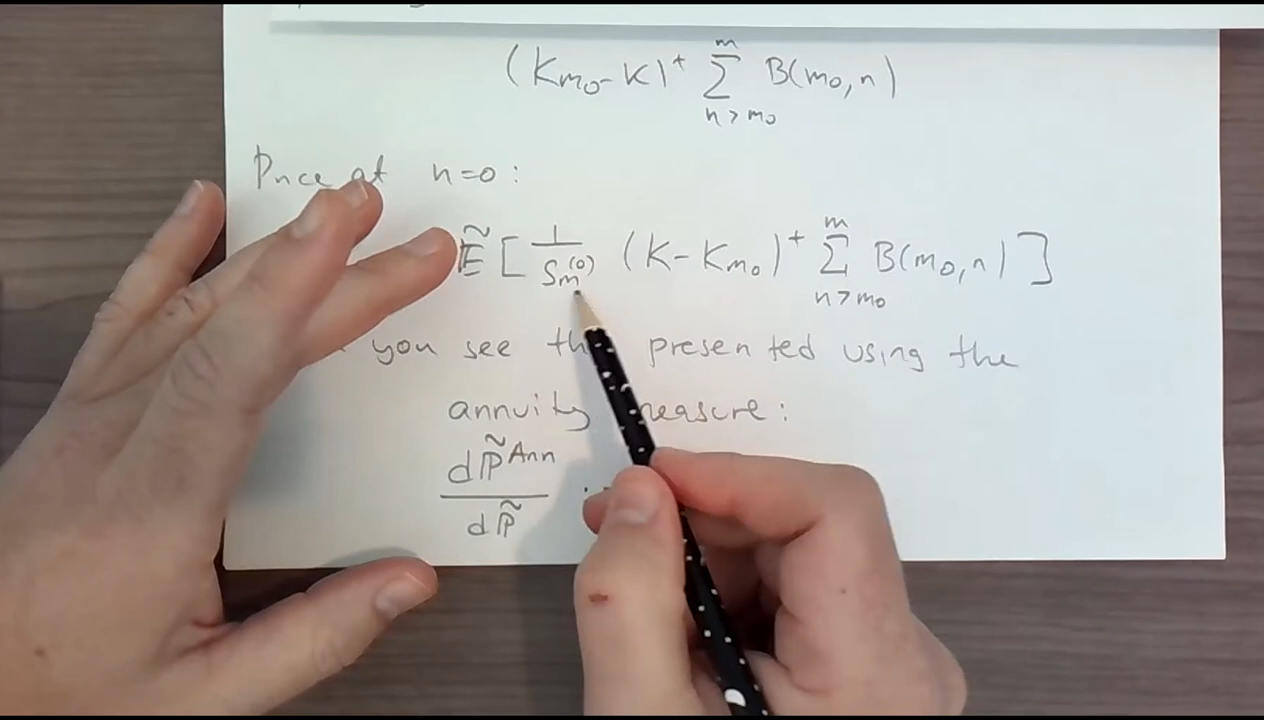 (K_{m_0} - K)^+ \sum_{n > m_0}^{m} B(m_0, n)
Price at n=0 :
\tilde{E} [ \frac{1}{S_m^{(0)}} (K - K_{m_0})^+ \sum_{n > m_0}^{m} B(m_0, n) ]
you see presented using the
annuity measure :
\frac{d\tilde{P}^{Ann}}{d\tilde{P}} :